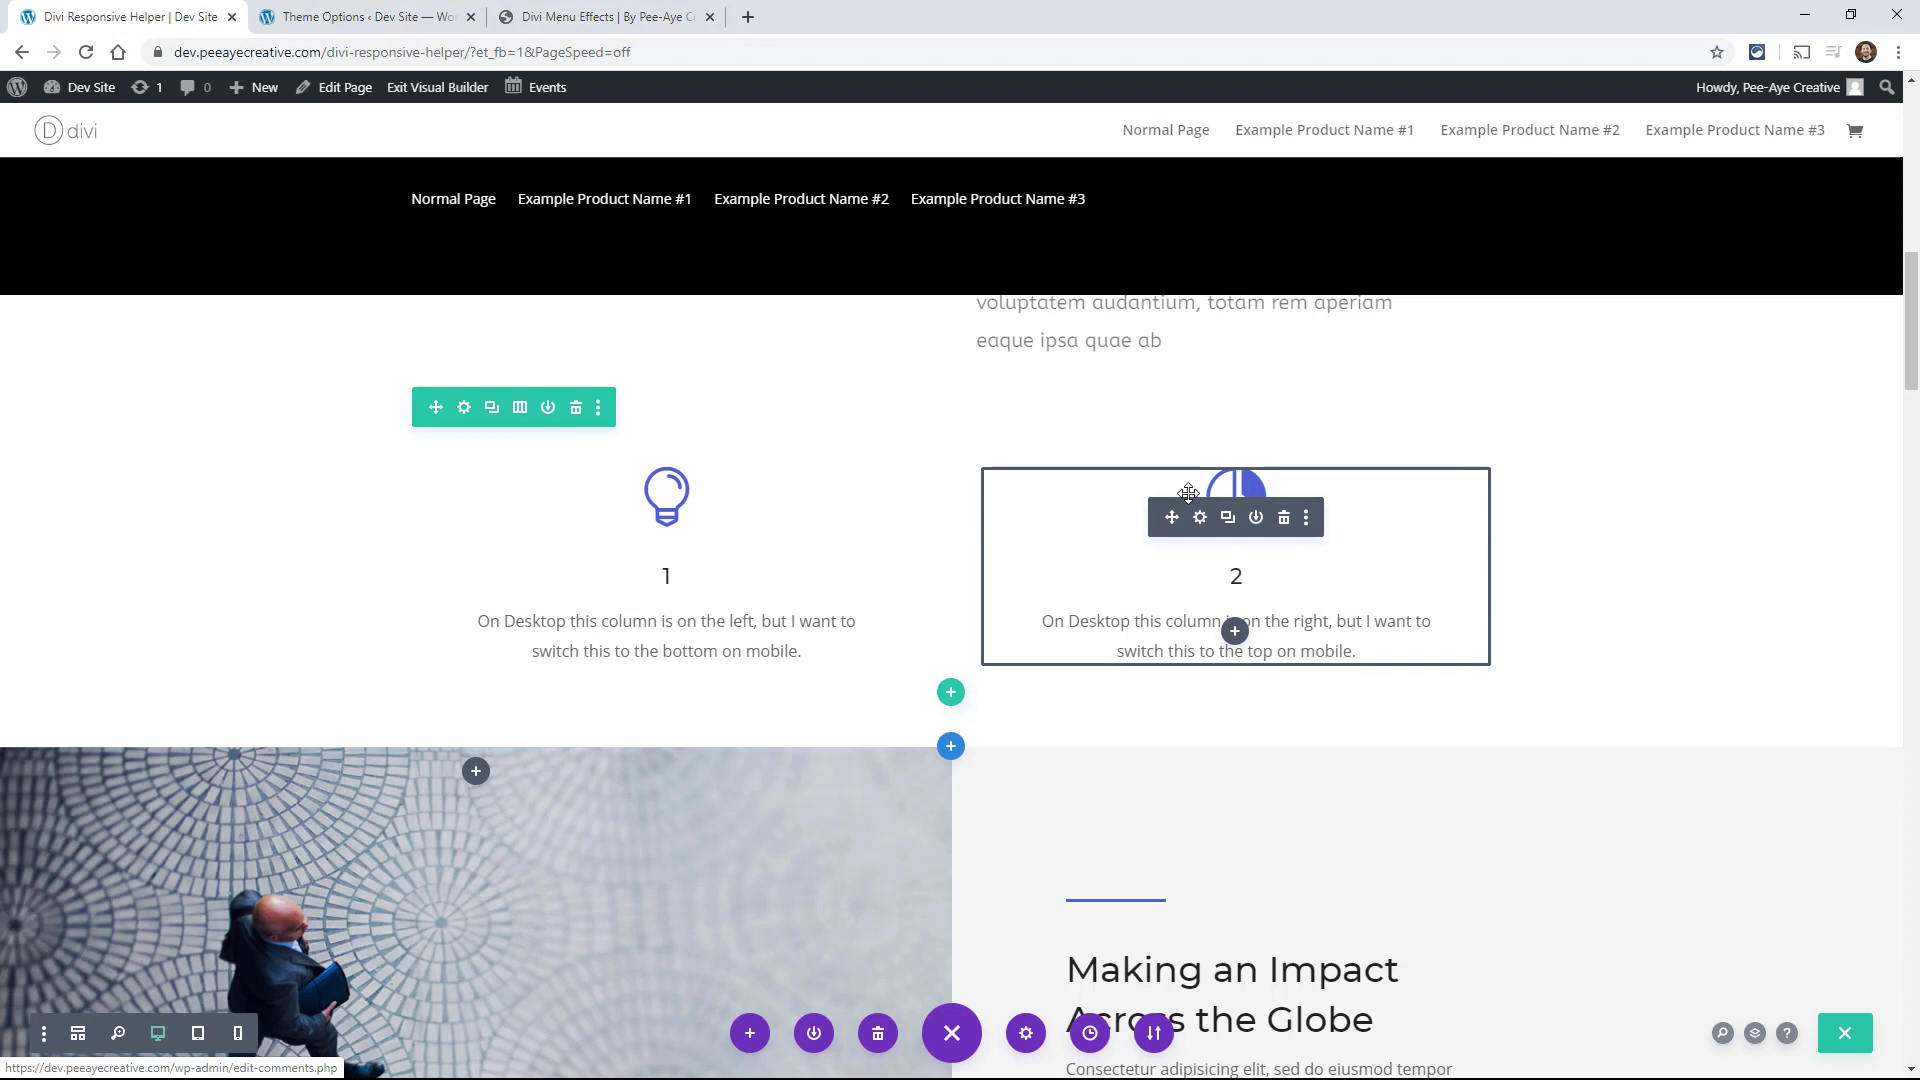 Divi Responsive Helper | Dev Site
Theme Options ‹ Dev Site — Wo
Divi Menu Effects | By Pee-Aye C
dev.peeayecreative.com/divi-responsive-helper/?et_fb=1&PageSpeed=off
Dev Site 1 0 New Edit Page Exit Visual Builder Events Howdy, Pee-Aye Creative
D divi
Normal Page Example Product Name #1 Example Product Name #2 Example Product Name #3
Normal Page Example Product Name #1 Example Product Name #2 Example Product Name #3
voluptatem audantium, totam rem aperiam
eaque ipsa quae ab
1
On Desktop this column is on the left, but I want to
switch this to the bottom on mobile.
2
On Desktop this column is on the right, but I want to
switch this to the top on mobile.
Making an Impact
Across the Globe
Consectetur adipisicing elit, sed do eiusmod tempor
https://dev.peeayecreative.com/wp-admin/edit-comments.php